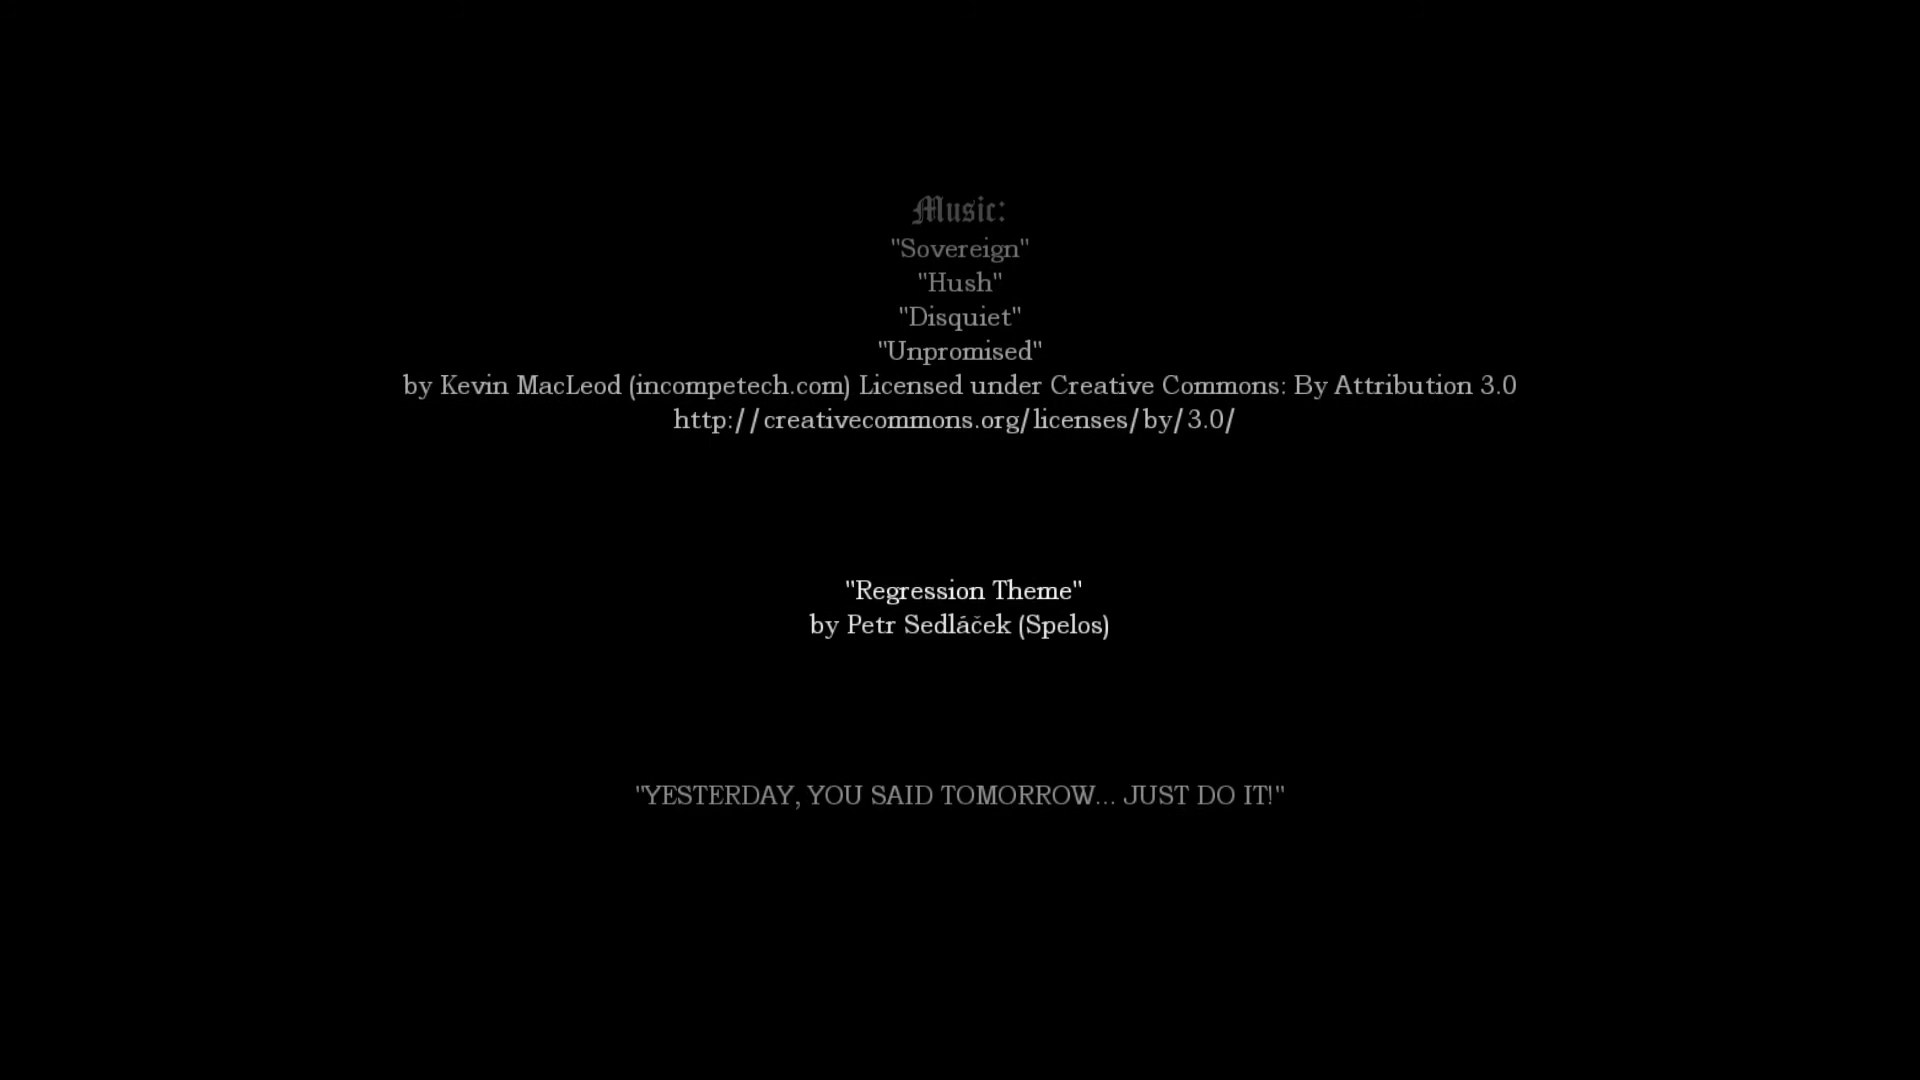 Music:
"Sovereign"
"Hush"
"Disquiet"
"Unpromised"
by Kevin MacLeod (incompetech.com) Licensed under Creative Commons: By Attribution 3.0
http://creativecommons.org/licenses/by/3.0/
"Regression Theme"
by Petr Sedláček (Spelos)
"YESTERDAY, YOU SAID TOMORROW... JUST DO IT!"